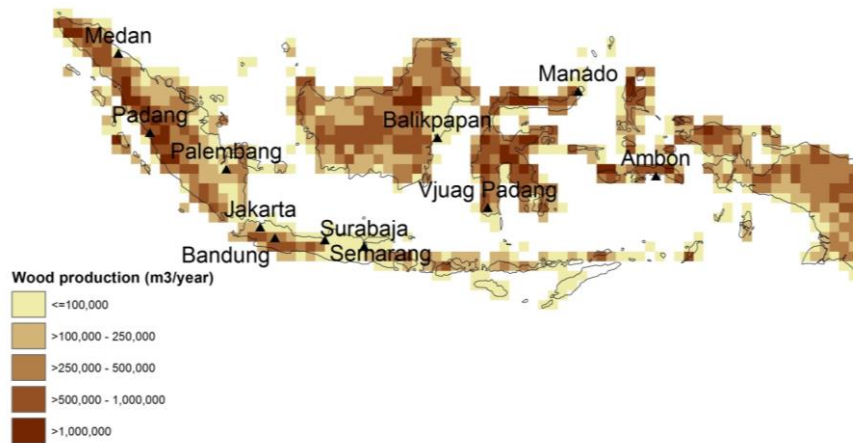 Medan
Manado
Padang
Balikpapan
Palembang
Ambon
Vjuag Padang
Jakarta
Surabaja
Bandung
Semarang
Wood production (m3/year)
<=100,000
>100,000 - 250,000
>250,000 - 500,000
>500,000 - 1,000,000
>1,000,000